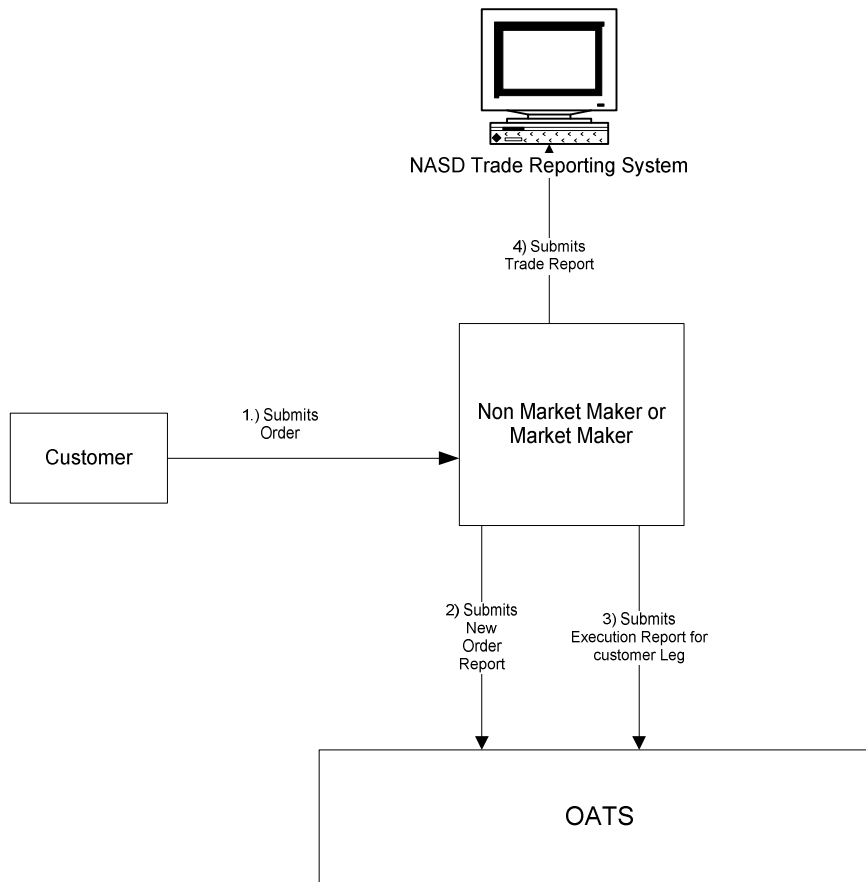 NASD Trade Reporting System
4) Submits
Trade Report
Non Market Maker or
Market Maker
1.) Submits
Order
Customer
2) Submits
New
Order
Report
3) Submits
Execution Report for
customer Leg
OATS